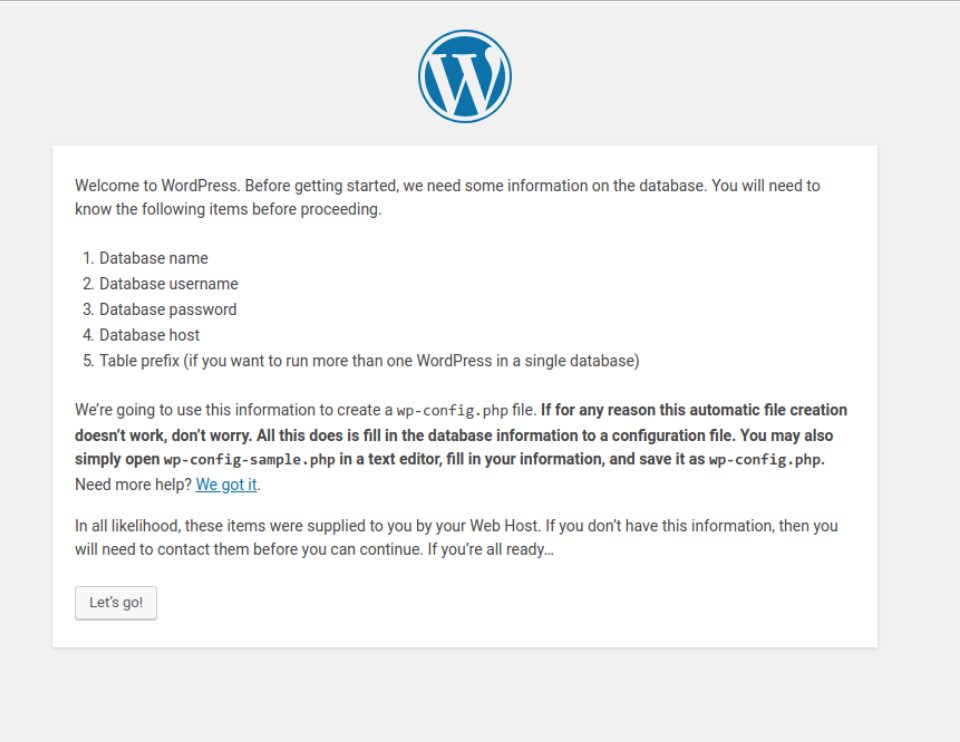 Welcome to WordPress. Before getting started, we need some information on the database. You will need to
know the following items before proceeding.
1. Database name
2. Database username
3. Database password
4. Database host
5. Table prefix (if you want to run more than one WordPress in a single database)
We’re going to use this information to create a wp-config.php file. If for any reason this automatic file creation
doesn’t work, don’t worry. All this does is fill in the database information to a configuration file. You may also
simply open wp-config-sample.php in a text editor, fill in your information, and save it as wp-config.php.
Need more help? We got it.
In all likelihood, these items were supplied to you by your Web Host. If you don’t have this information, then you
will need to contact them before you can continue. If you’re all ready…
Let’s go!